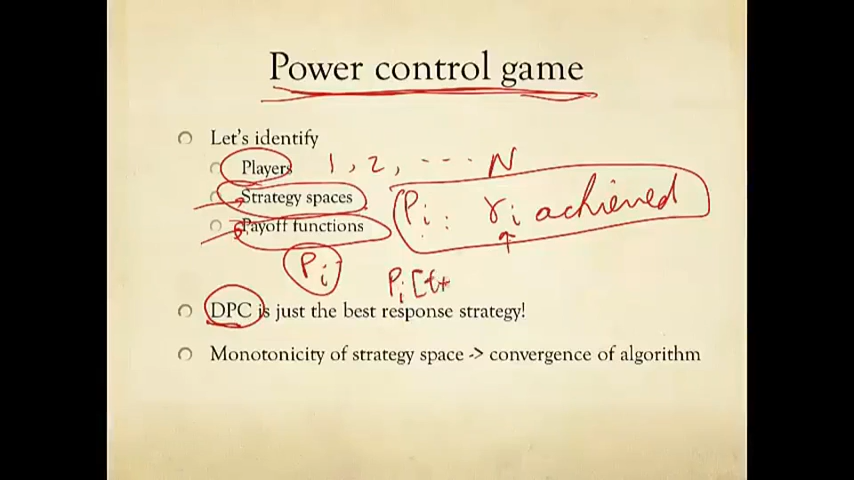 Power control game
Let's identify
Players 1, 2, ---- N
Strategy spaces
Pi : γi achieved
Payoff functions
Pi
Pi [t+
DPC is just the best response strategy!
Monotonicity of strategy space -> convergence of algorithm